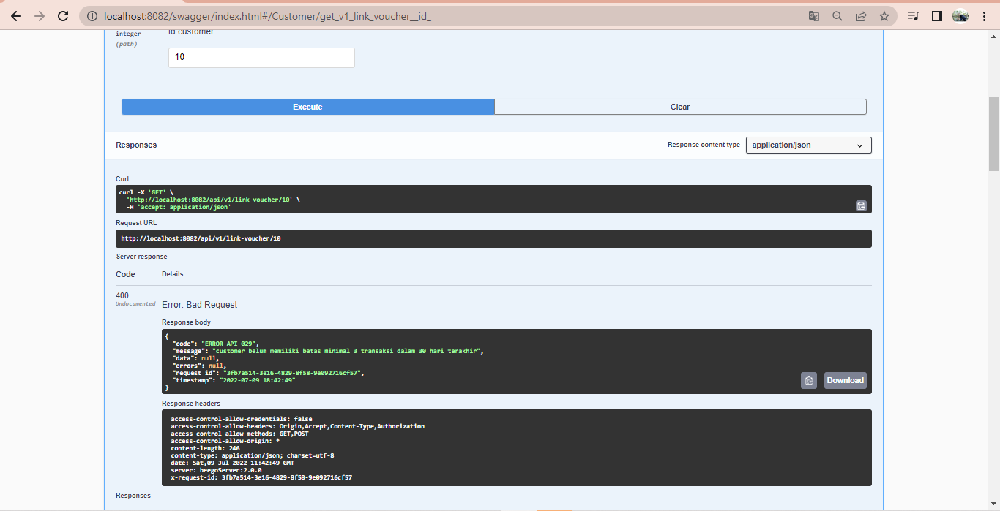 localhost:8082/swagger/index.html#/Customer/get_v1_link_voucher__id_
integer
(path)
id customer
10
Execute
Clear
Responses
Response content type
application/json
Curl
curl -X 'GET' \
'http://localhost:8082/api/v1/link-voucher/10' \
-H 'accept: application/json'
Request URL
http://localhost:8082/api/v1/link-voucher/10
Server response
Code
Details
400
Undocumented
Error: Bad Request
Response body
{
"code": "ERROR-API-029",
"message": "customer belum memiliki batas minimal 3 transaksi dalam 30 hari terakhir",
"data": null,
"errors": null,
"request_id": "3fb7a514-3e16-4829-8f58-9e092716cf57",
"timestamp": "2022-07-09 18:42:49"
}
Download
Response headers
access-control-allow-credentials: false
access-control-allow-headers: Origin,Accept,Content-Type,Authorization
access-control-allow-methods: GET,POST
access-control-allow-origin: *
content-length: 246
content-type: application/json; charset=utf-8
date: Sat,09 Jul 2022 11:42:49 GMT
server: beegoServer:2.0.0
x-request-id: 3fb7a514-3e16-4829-8f58-9e092716cf57
Responses